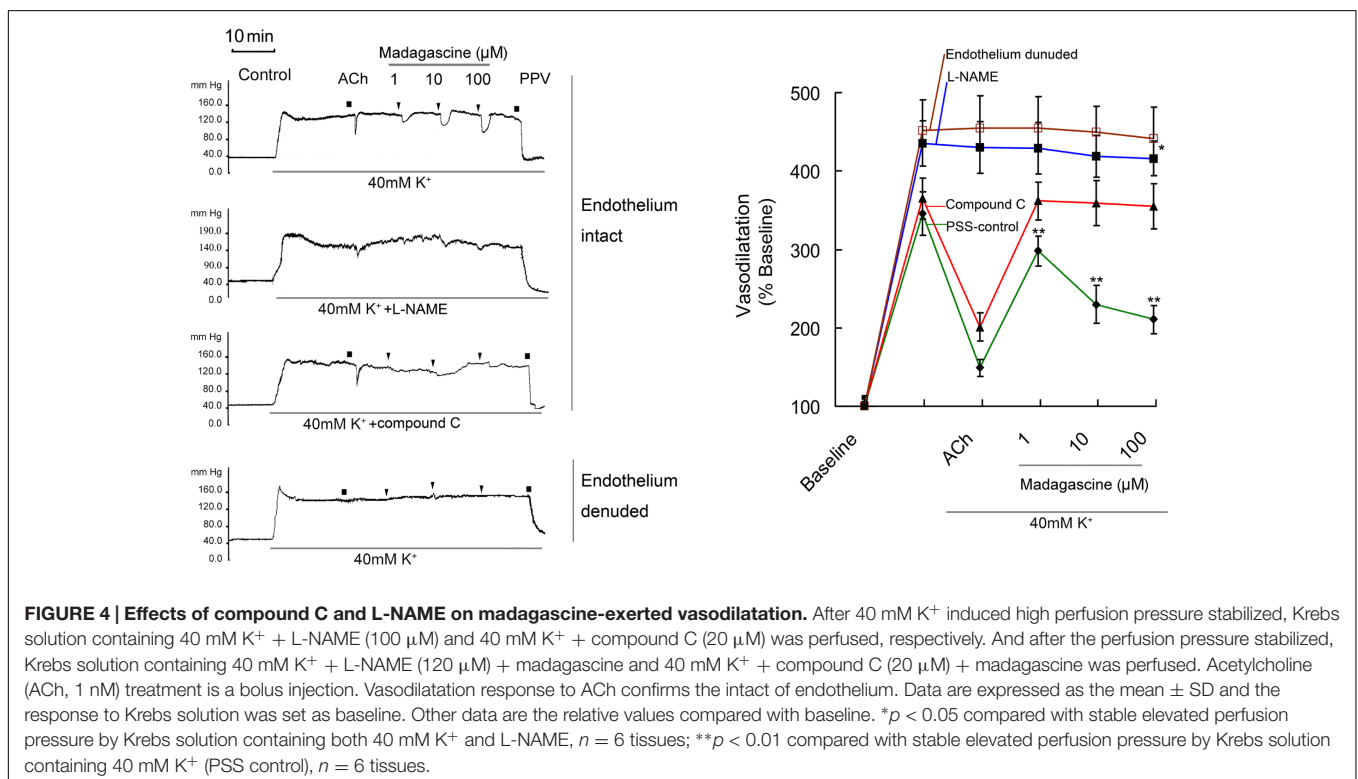 10 min
Control
Madagascine (μM)
ACh 1 10 100 PPV
mm Hg
160.0
120.0
80.0
40.0
0.0
40mM K⁺
mm Hg
190.0
140.0
90.0
40.0
0.0
40mM K⁺ +L-NAME
mm Hg
160.0
120.0
80.0
40.0
0.0
40mM K⁺ +compound C
Endothelium
intact
mm Hg
160.0
120.0
80.0
40.0
0.0
40mM K⁺
Endothelium
denuded
Endothelium dunuded
L-NAME
Vasodilatation
(% Baseline)
500
400
300
200
100
*
Compound C
PSS-control
**
**
**
Baseline
ACh
1
10
100
Madagascine (μM)
40mM K⁺
FIGURE 4 | Effects of compound C and L-NAME on madagascine-exerted vasodilatation. After 40 mM K⁺ induced high perfusion pressure stabilized, Krebs
solution containing 40 mM K⁺ + L-NAME (100 μM) and 40 mM K⁺ + compound C (20 μM) was perfused, respectively. And after the perfusion pressure stabilized,
Krebs solution containing 40 mM K⁺ + L-NAME (120 μM) + madagascine and 40 mM K⁺ + compound C (20 μM) + madagascine was perfused. Acetylcholine
(ACh, 1 nM) treatment is a bolus injection. Vasodilatation response to ACh confirms the intact of endothelium. Data are expressed as the mean ± SD and the
response to Krebs solution was set as baseline. Other data are the relative values compared with baseline. *p < 0.05 compared with stable elevated perfusion
pressure by Krebs solution containing both 40 mM K⁺ and L-NAME, n = 6 tissues; **p < 0.01 compared with stable elevated perfusion pressure by Krebs solution
containing 40 mM K⁺ (PSS control), n = 6 tissues.